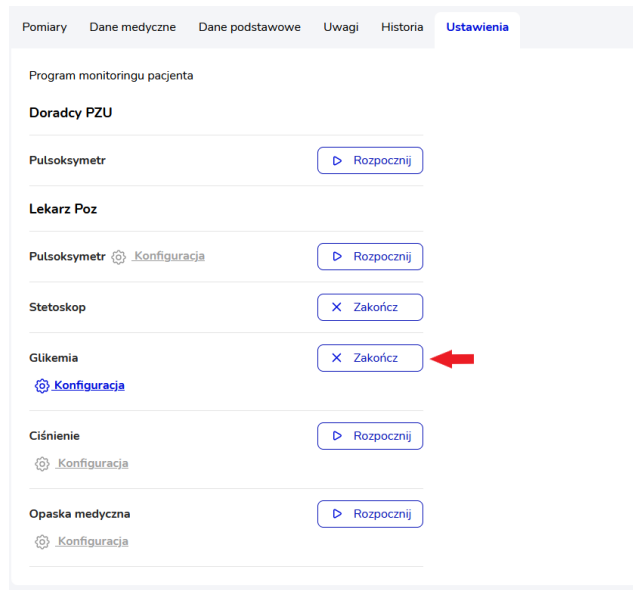 Pomiary Dane medyczne Dane podstawowe Uwagi Historia Ustawienia
Program monitoringu pacjenta
Doradcy PZU
Pulsoksymetr Rozpocznij
Lekarz Poz
Pulsoksymetr Konfiguracja Rozpocznij
Stetoskop Zakończ
Glikemia Zakończ
Konfiguracja
Ciśnienie Rozpocznij
Konfiguracja
Opaska medyczna Rozpocznij
Konfiguracja